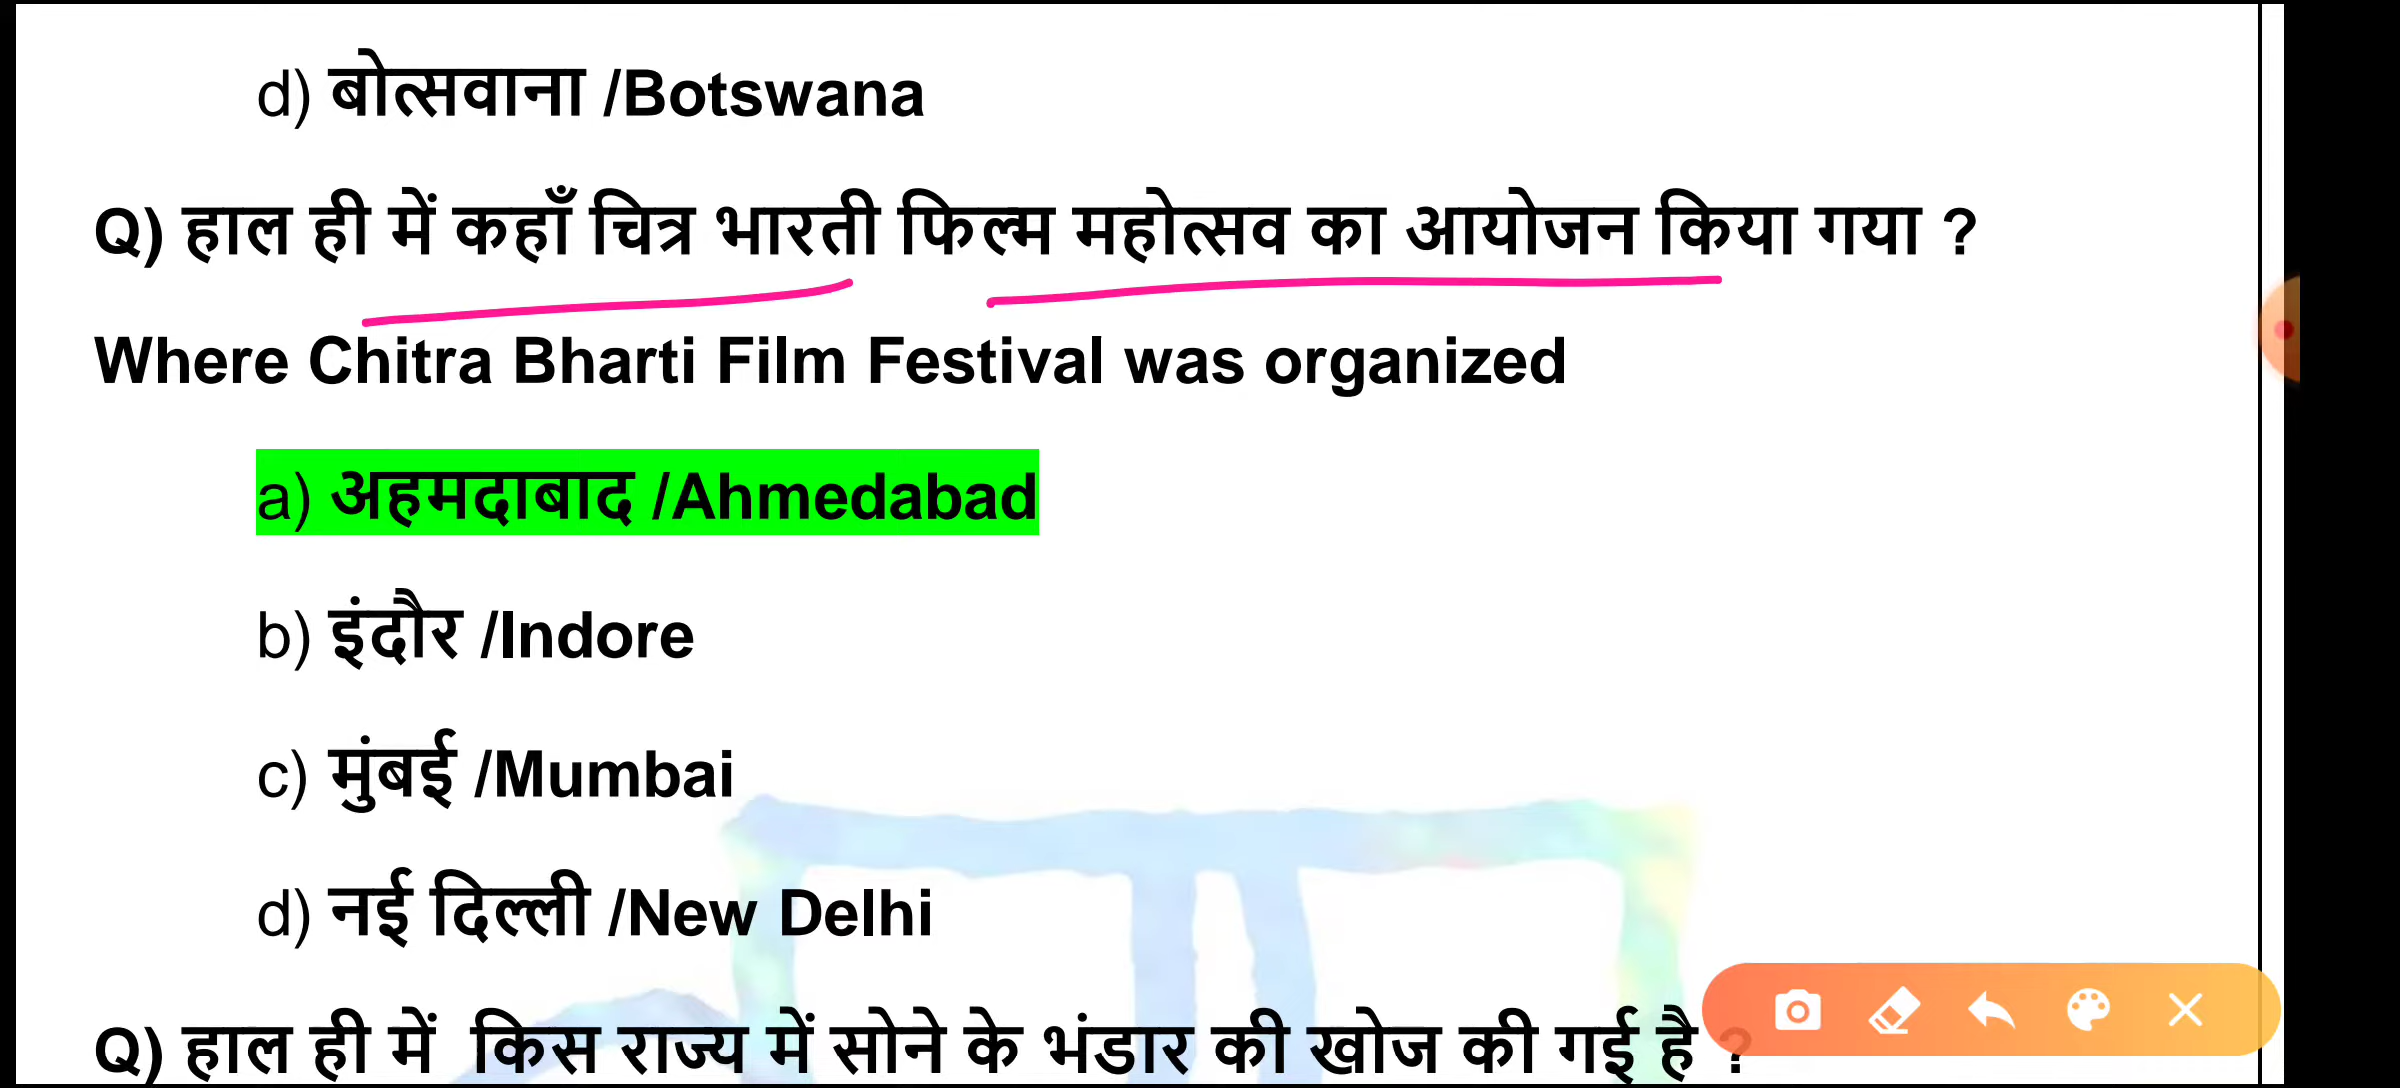 d) बोत्सवाना /Botswana
Q) हाल ही में कहाँ चित्र भारती फिल्म महोत्सव का आयोजन किया गया ?
Where Chitra Bharti Film Festival was organized
a) अहमदाबाद /Ahmedabad
b) इंदौर /Indore
c) मुंबई /Mumbai
d) नई दिल्ली /New Delhi
Q) हाल ही में किस राज्य में सोने के भंडार की खोज की गई है ?